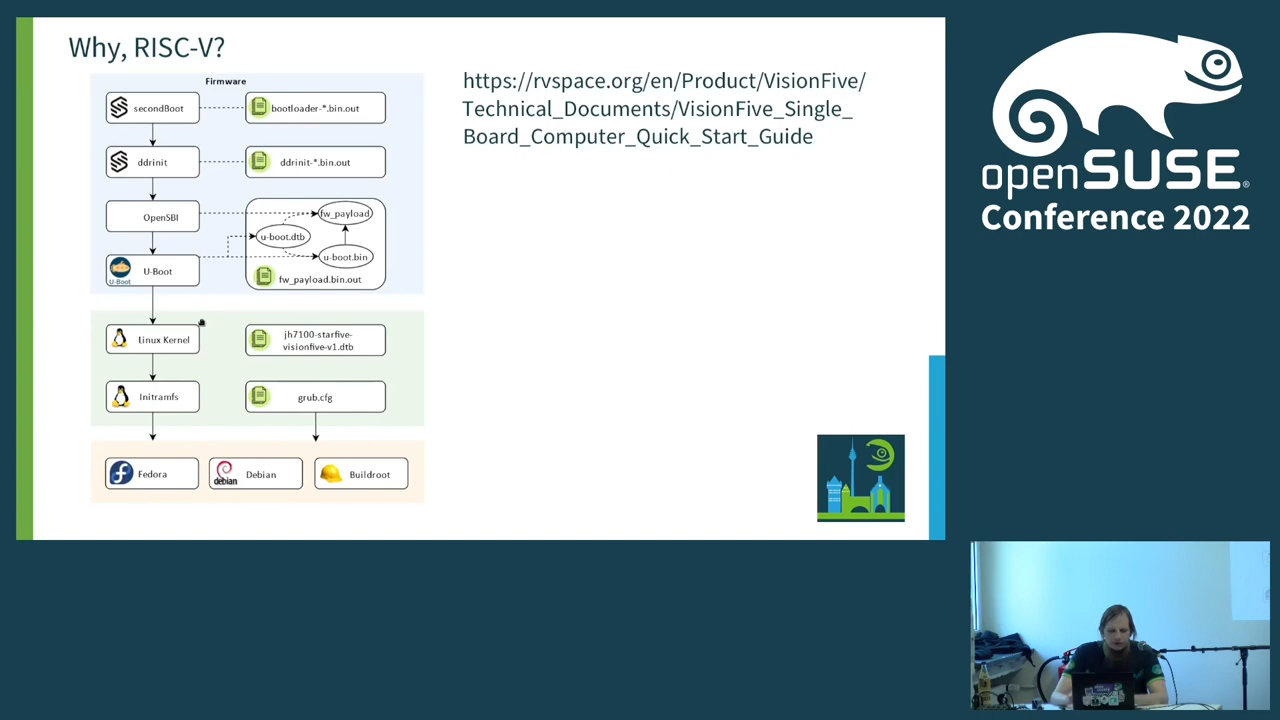 Why, RISC-V?
Firmware
secondBoot
bootloader-*.bin.out
ddrinit
ddrinit-*.bin.out
OpenSBI
fw_payload
u-boot.dtb
u-boot.bin
fw_payload.bin.out
U-Boot
U-Boot
Linux Kernel
jh7100-starfive-
visionfive-v1.dtb
Initramfs
grub.cfg
Fedora
debian
Debian
Buildroot
https://rvspace.org/en/Product/VisionFive/
Technical_Documents/VisionFive_Single_
Board_Computer_Quick_Start_Guide
openSUSE®
Conference 2022